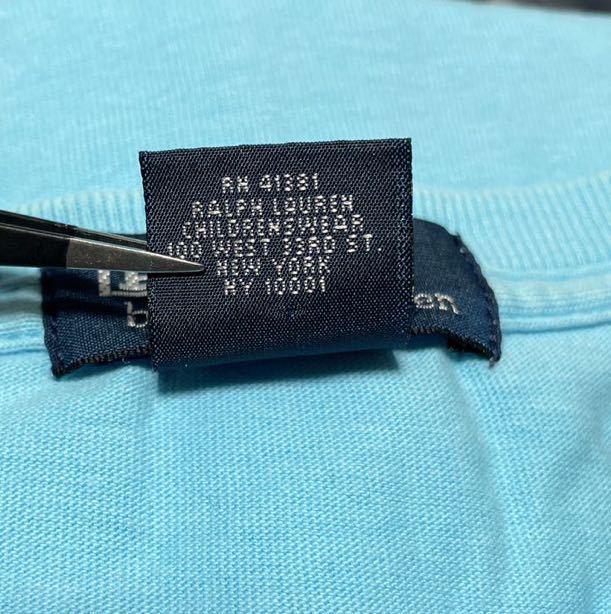 RN 41381
RALPH LAUREN
CHILDRENSWEAR
100 WEST 33RD ST.
NEW YORK
NY 10001